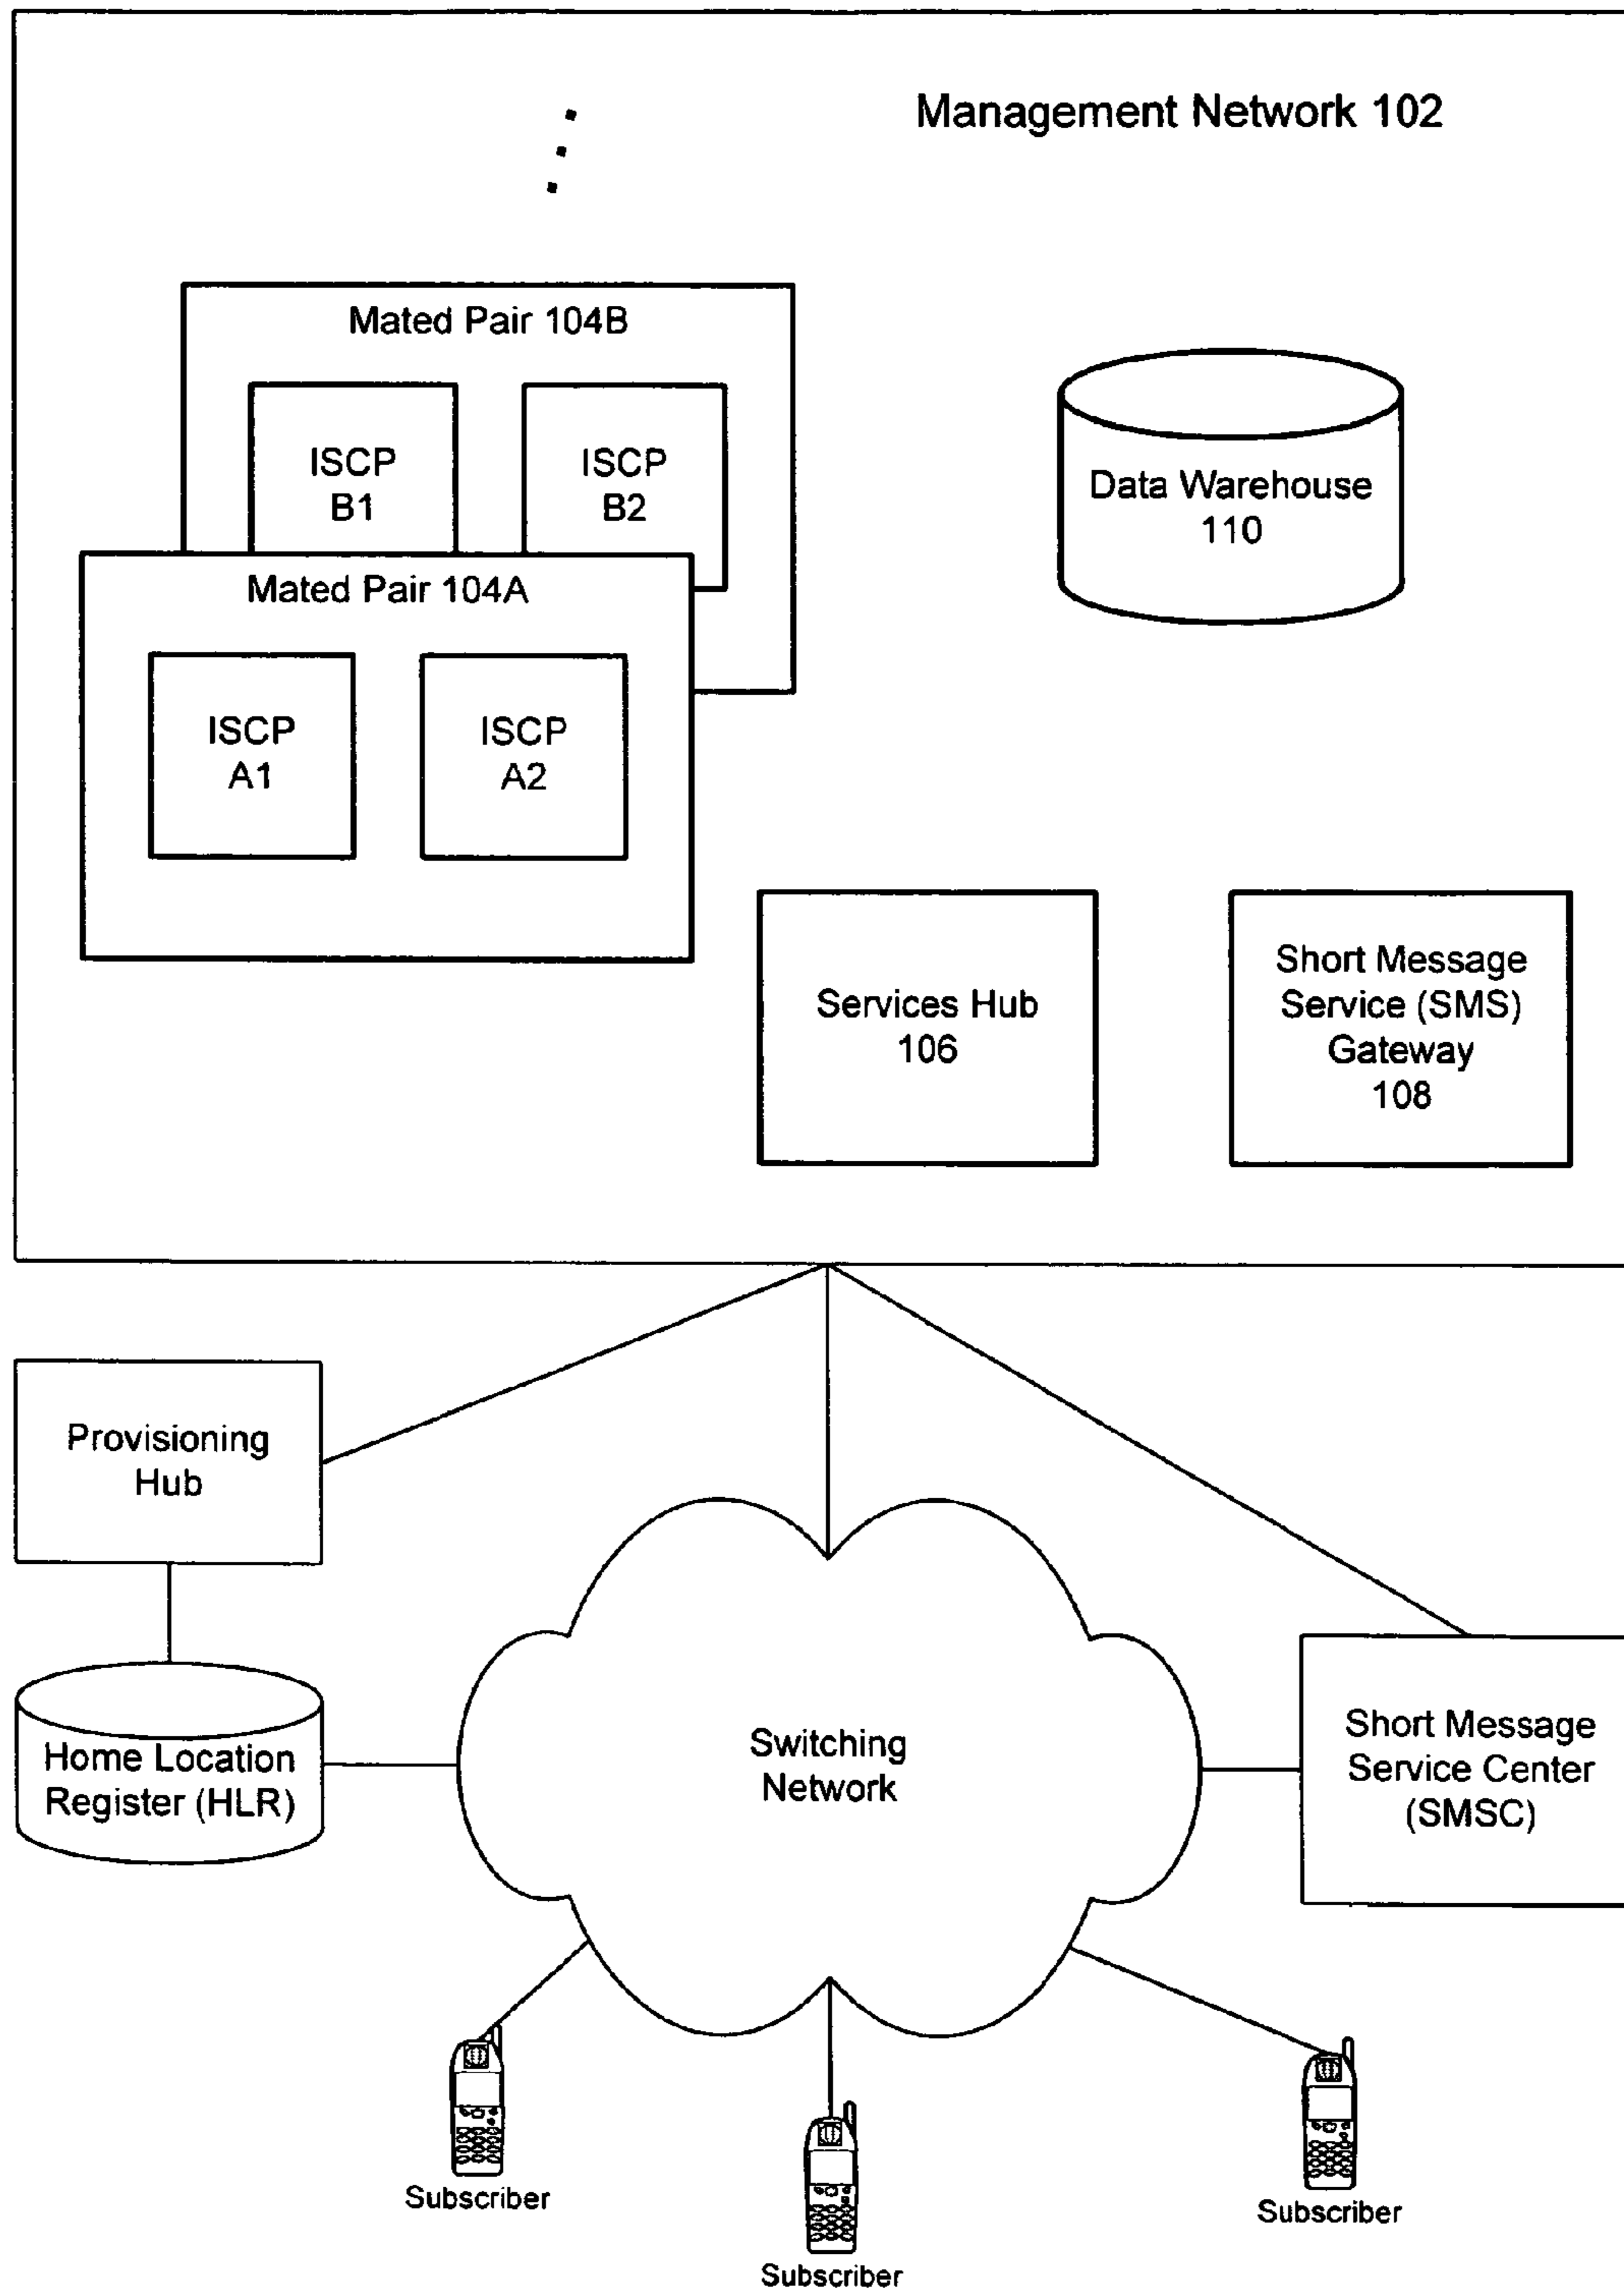 Management Network 102
Mated Pair 104B
ISCP
B1
ISCP
B2
Data Warehouse
110
Mated Pair 104A
ISCP
A1
ISCP
A2
Services Hub
106
Short Message
Service (SMS)
Gateway
108
Provisioning
Hub
Home Location
Register (HLR)
Switching
Network
Short Message
Service Center
(SMSC)
Subscriber
Subscriber
Subscriber